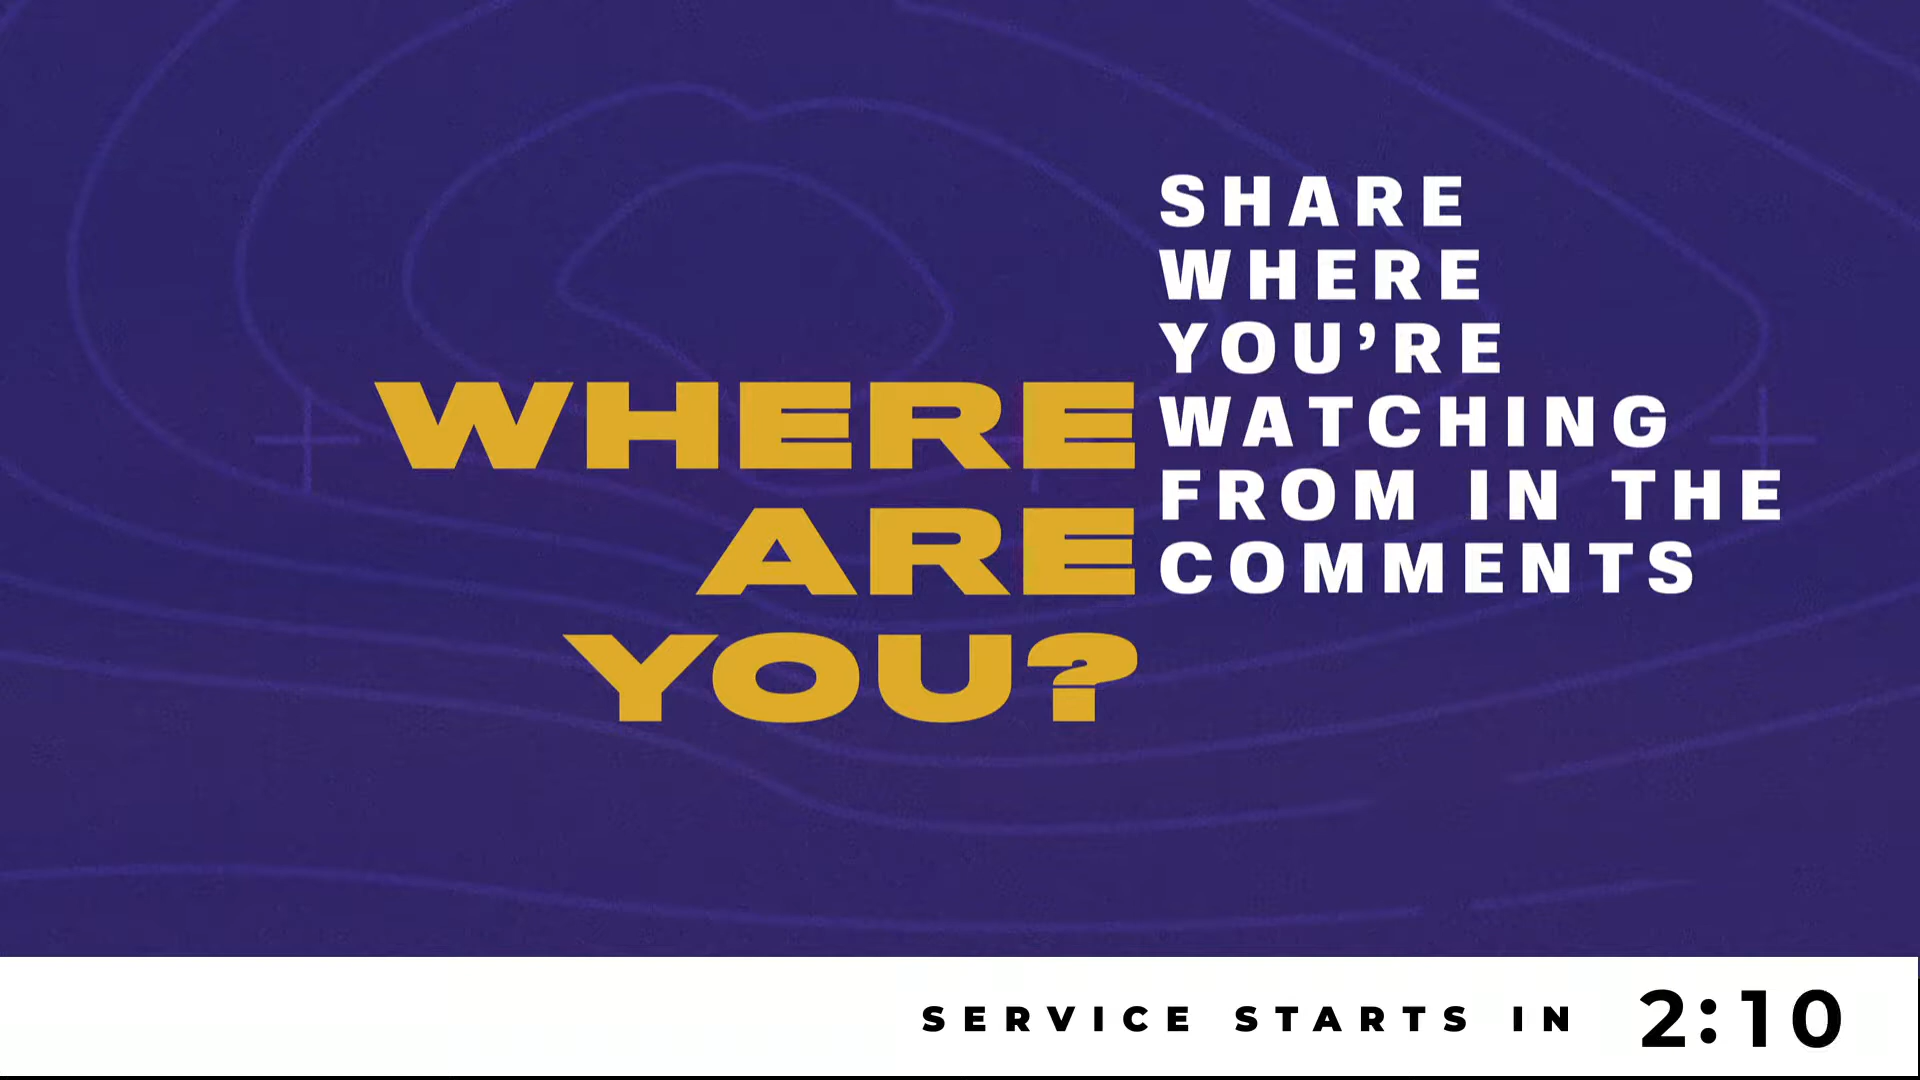 WHERE
ARE
YOU?
SHARE
WHERE
YOU’RE
WATCHING
FROM IN THE
COMMENTS
SERVICE STARTS IN 2:10